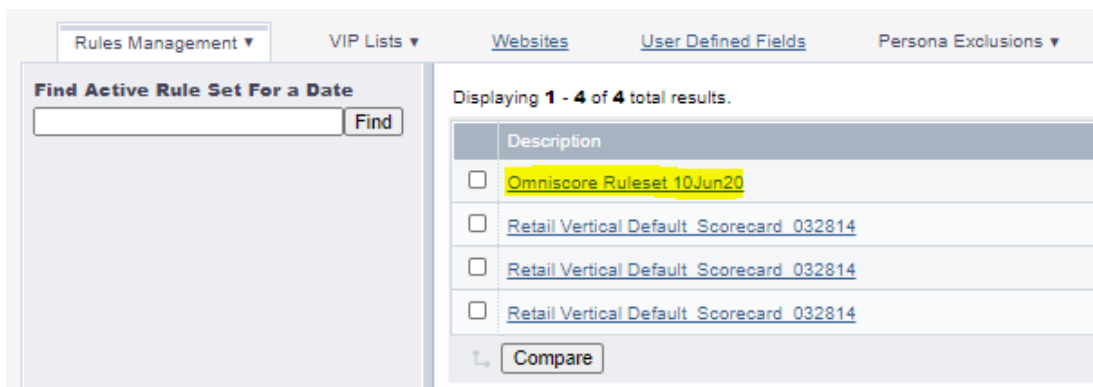 Rules Management ▼ VIP Lists ▼ Websites User Defined Fields Persona Exclusions ▼
Find Active Rule Set For a Date
Find
Displaying 1 - 4 of 4 total results.
Description
Omniscore Ruleset 10Jun20
Retail Vertical Default_Scorecard_032814
Retail Vertical Default_Scorecard_032814
Retail Vertical Default_Scorecard_032814
Compare